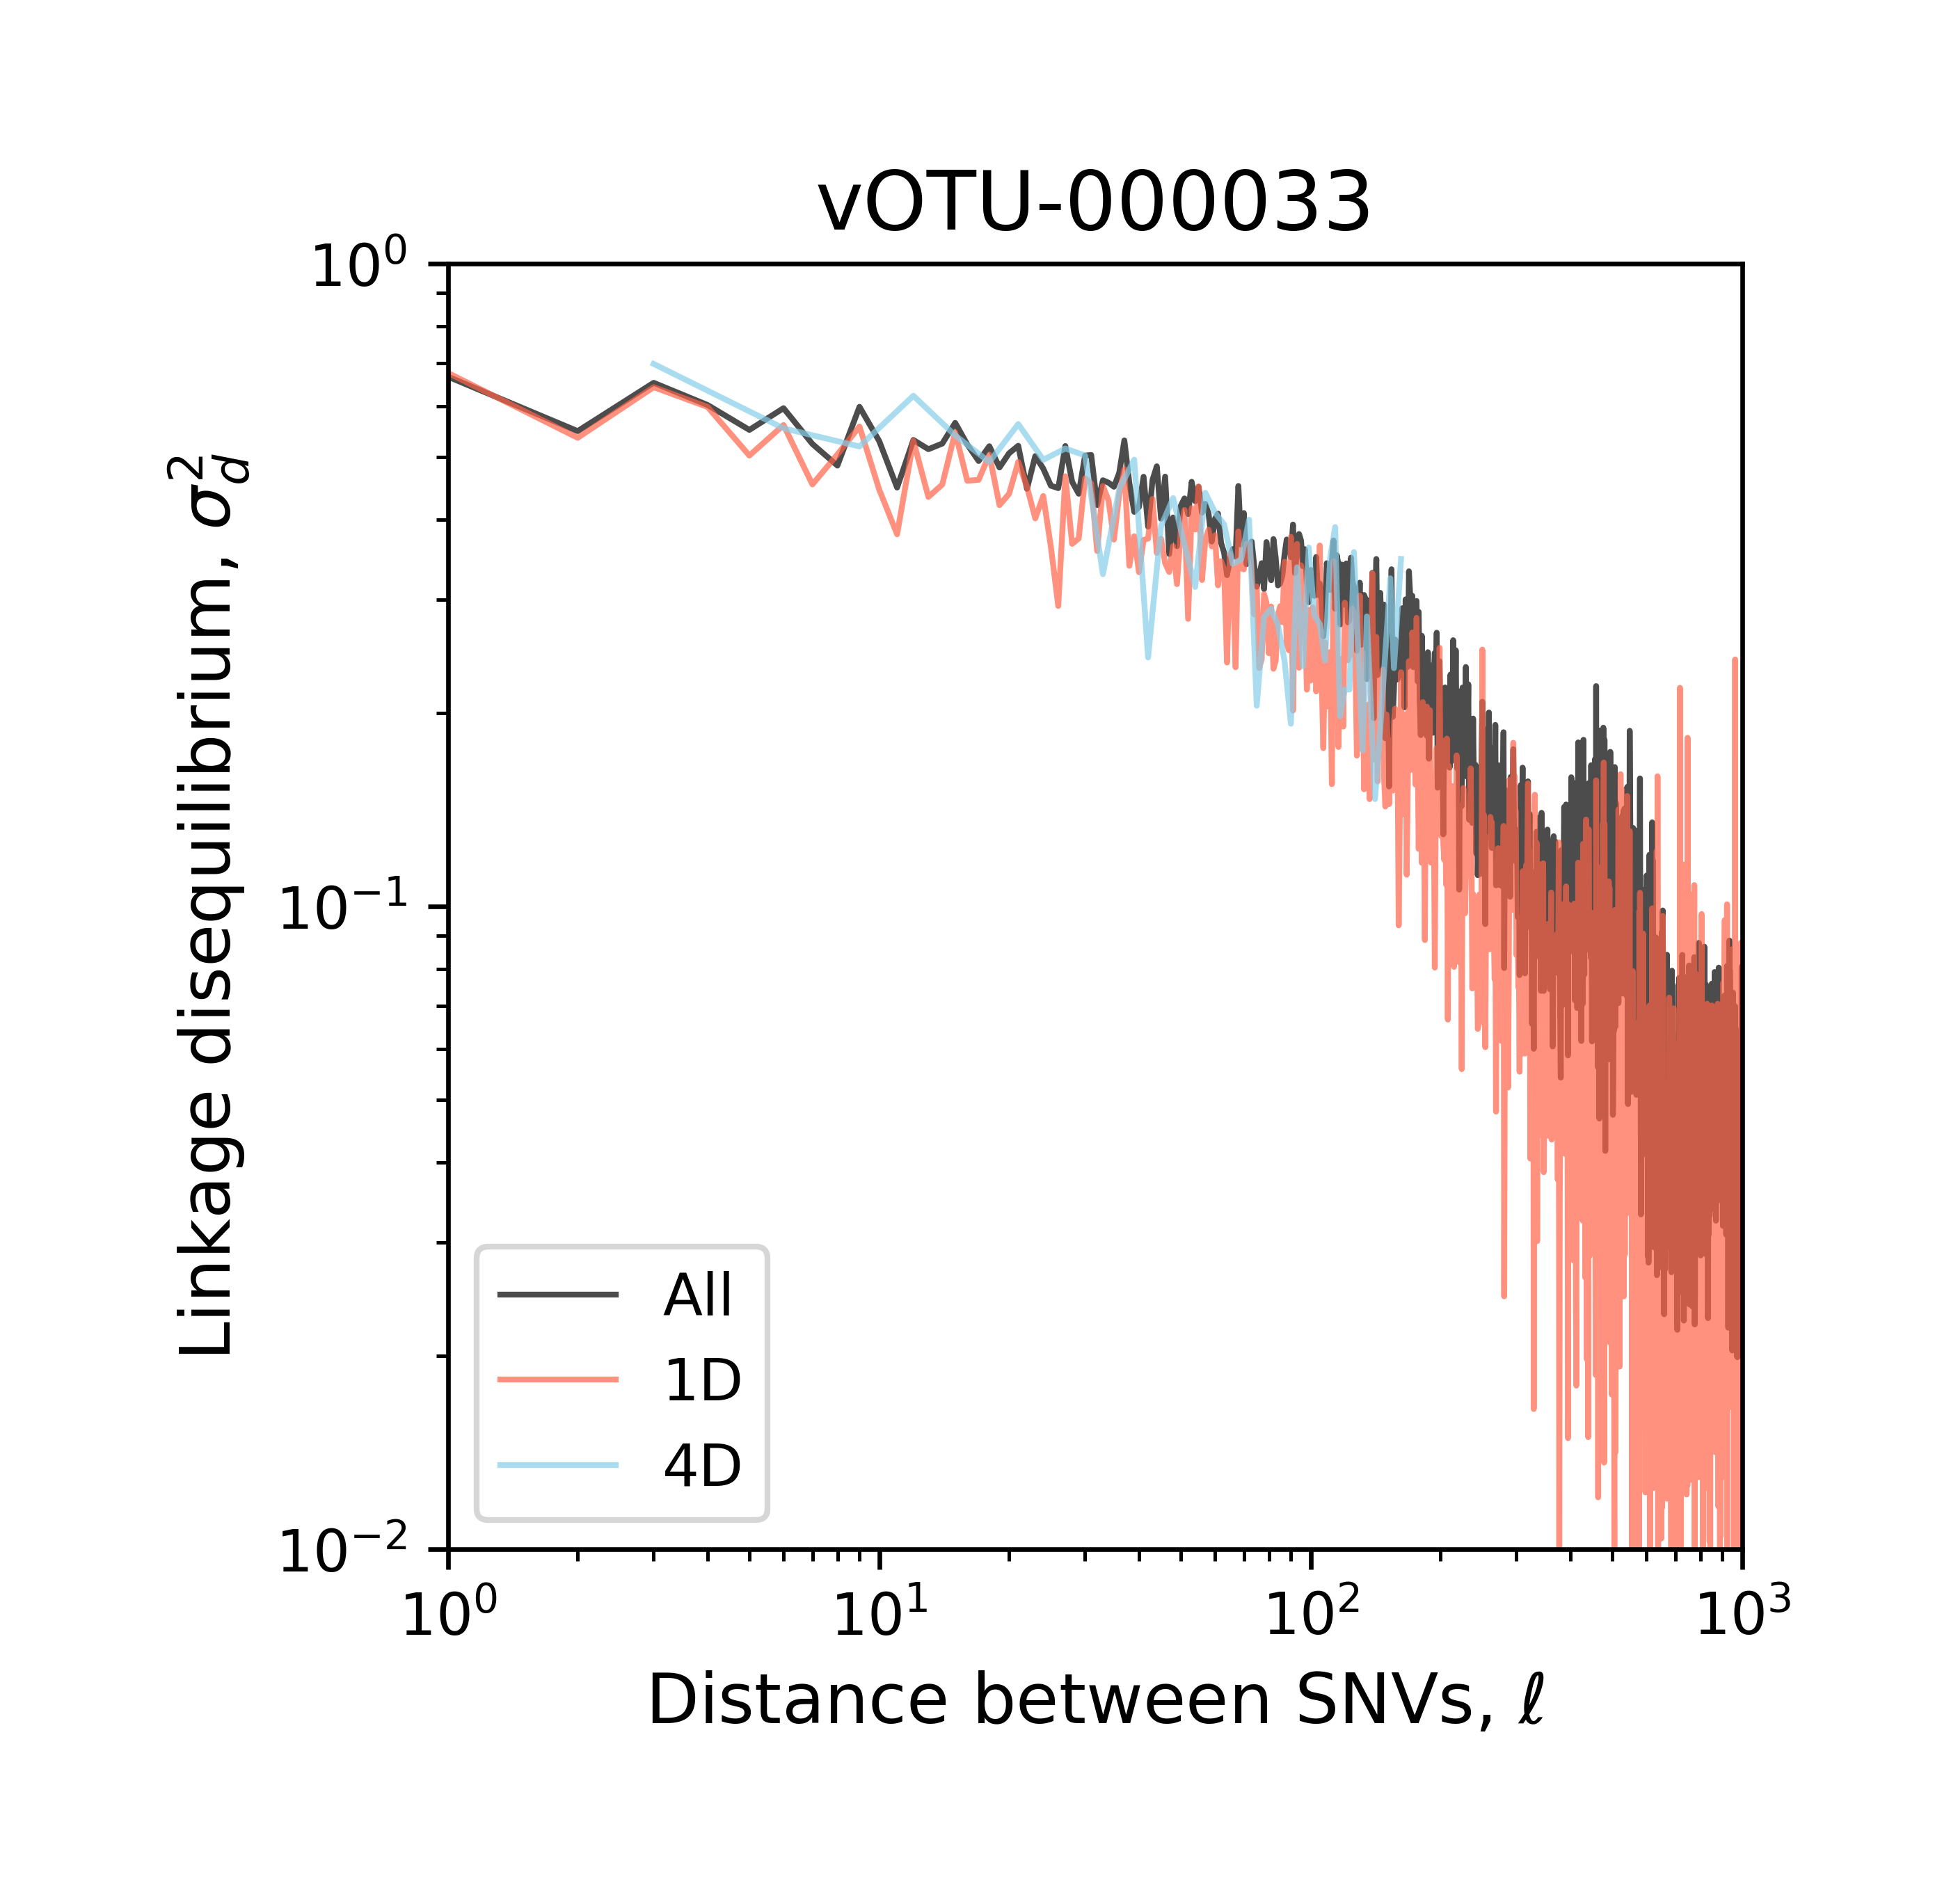 vOTU-000033
10⁰
10⁻¹
10⁻²
Linkage disequilibrium, σ²d
All
1D
4D
10⁰ 10¹ 10² 10³
Distance between SNVs, ℓ